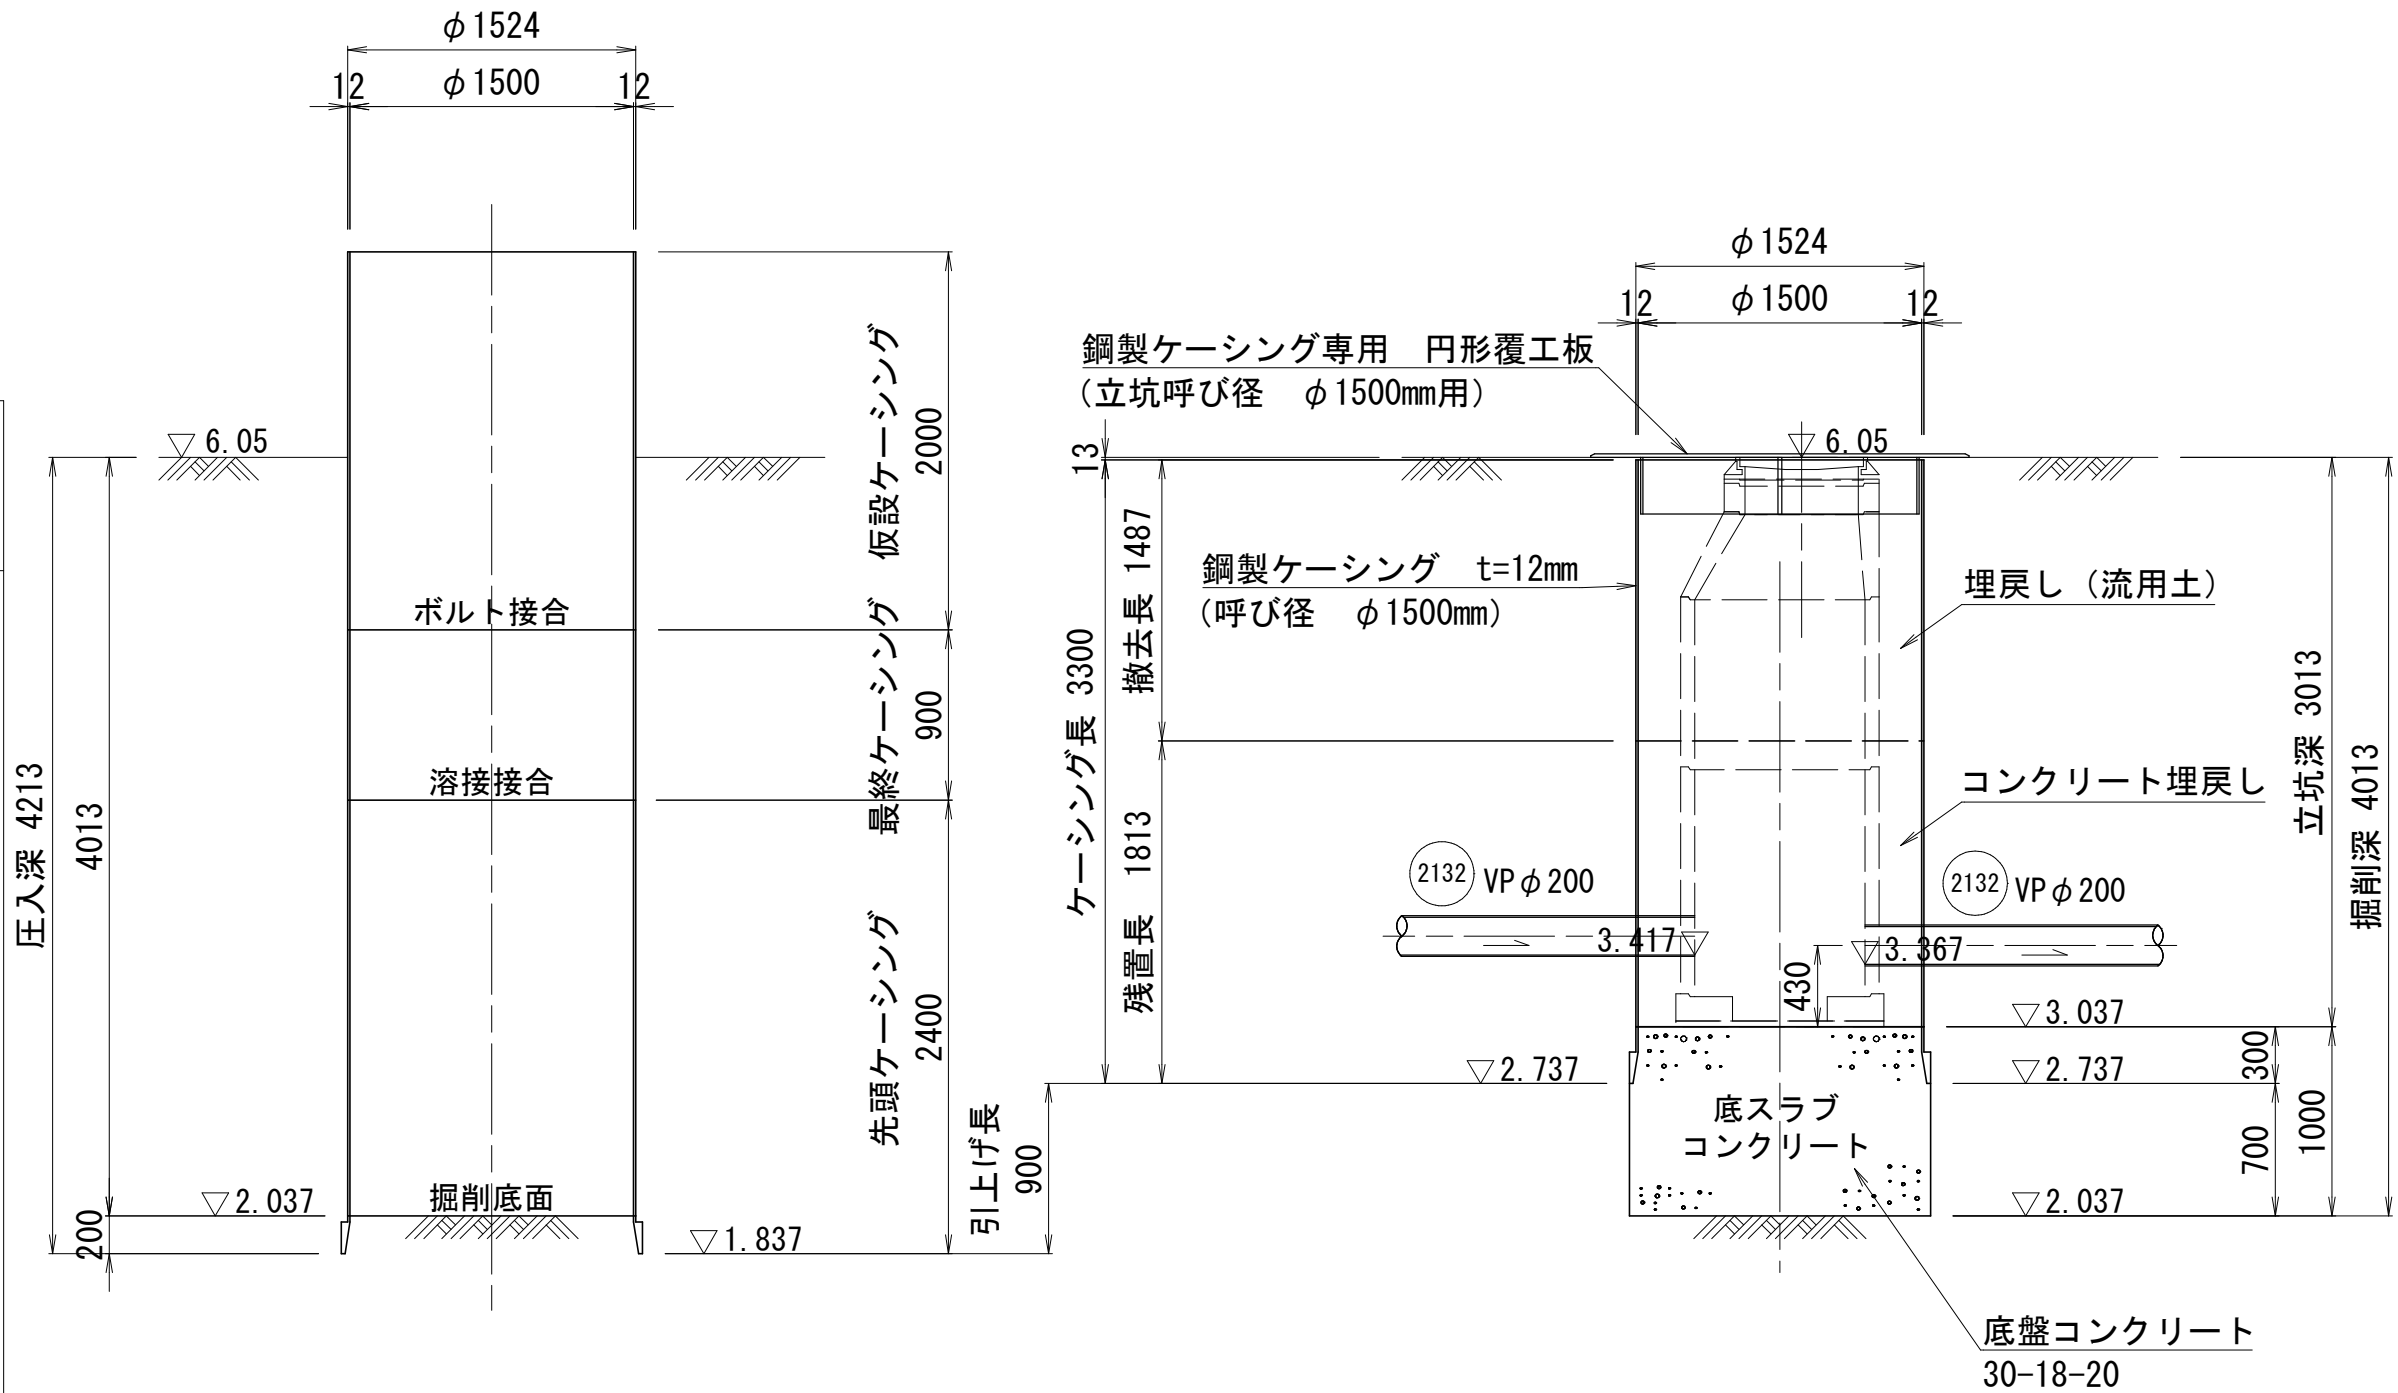 φ1524
12
φ1500
12
6.05
仮設ケーシング
2000
ボルト接合
最終ケーシング
900
溶接接合
圧入深 4213
4013
先頭ケーシング
2400
2.037
掘削底面
200
1.837
引上げ長
900
φ1524
12
φ1500
12
鋼製ケーシング専用 円形覆工板
(立坑呼び径 φ1500mm用)
13
6.05
鋼製ケーシング t=12mm
(呼び径 φ1500mm)
ケーシング長 3300
撤去長 1487
残置長 1813
埋戻し(流用土)
コンクリート埋戻し
立坑深 3013
掘削深 4013
2132
VPφ200
2132
VPφ200
3.417
3.367
430
3.037
2.737
2.737
300
底スラブ
コンクリート
700
1000
2.037
底盤コンクリート
30-18-20